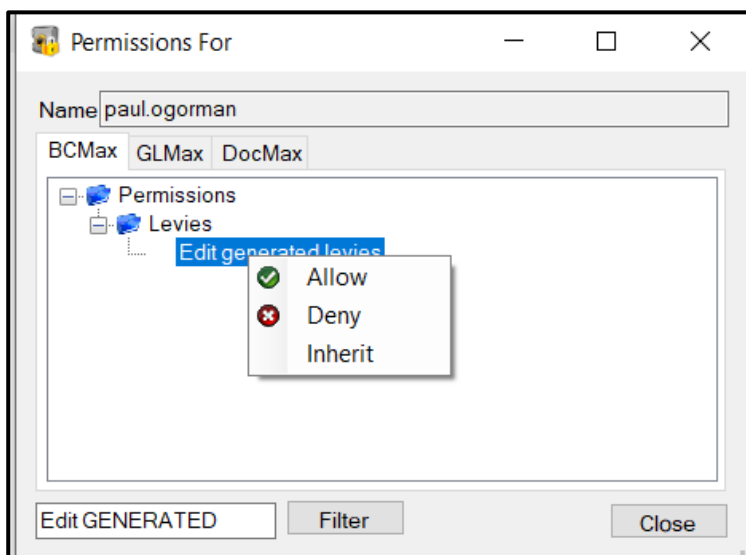 Permissions For
Name paul.ogorman
BCMax GLMax DocMax
Permissions
Levies
Edit generated levies
Allow
Deny
Inherit
Edit GENERATED Filter Close